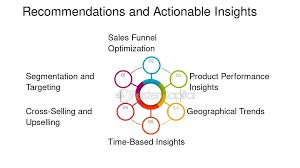 Recommendations and Actionable Insights
Sales Funnel
Optimization
Segmentation and
Targeting
Product Performance
Insights
Cross-Selling and
Upselling
Geographical Trends
Time-Based Insights